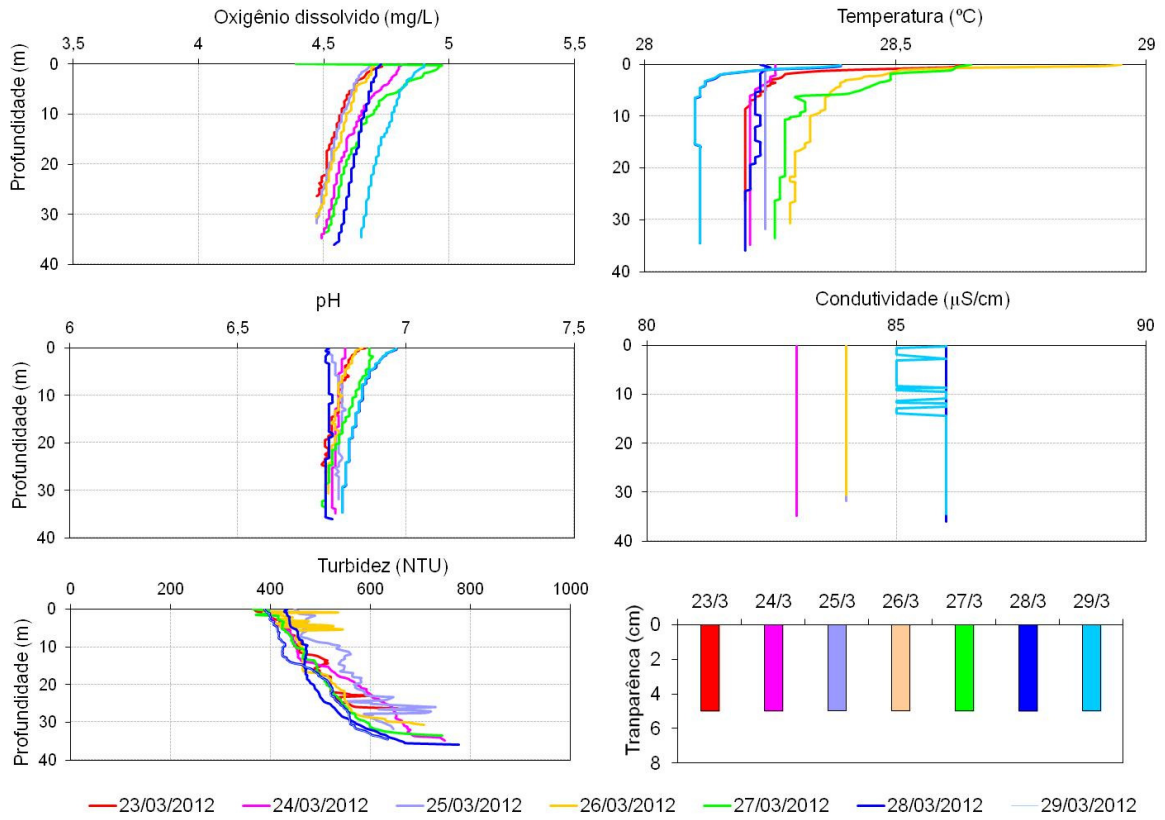 Oxigênio dissolvido (mg/L)
3,5 4 4,5 5 5,5
Profundidade (m)
0
10
20
30
40
Temperatura (ºC)
28 28,5 29
0
10
20
30
40
pH
6 6,5 7 7,5
Profundidade (m)
0
10
20
30
40
Condutividade (µS/cm)
80 85 90
0
10
20
30
40
Turbidez (NTU)
0 200 400 600 800 1000
Profundidade (m)
0
10
20
30
40
23/3 24/3 25/3 26/3 27/3 28/3 29/3
Tranparênca (cm)
0
2
4
6
8
23/03/2012 24/03/2012 25/03/2012 26/03/2012 27/03/2012 28/03/2012 29/03/2012